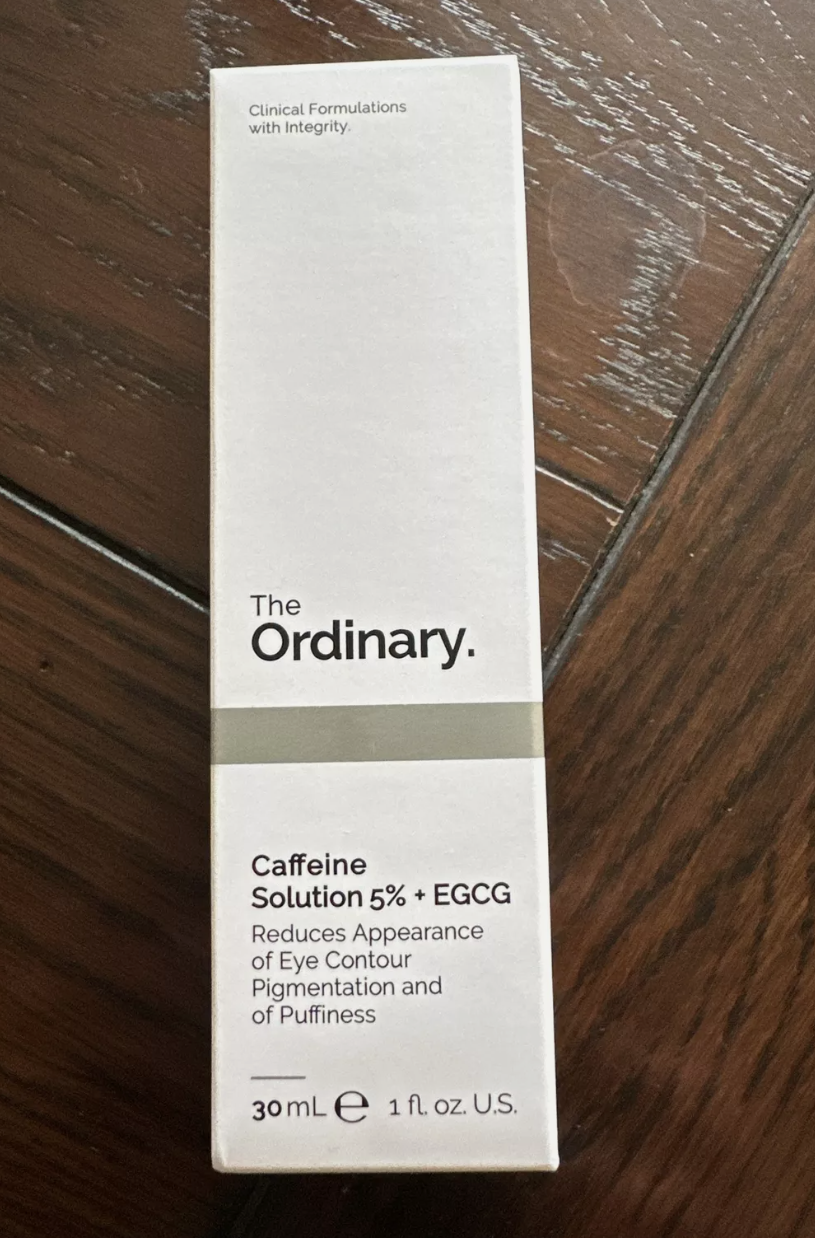 Clinical Formulations
with Integrity.
The
Ordinary.
Caffeine
Solution 5% + EGCG
Reduces Appearance
of Eye Contour
Pigmentation and
of Puffiness
30 mL ℮ 1 fl. oz. U.S.